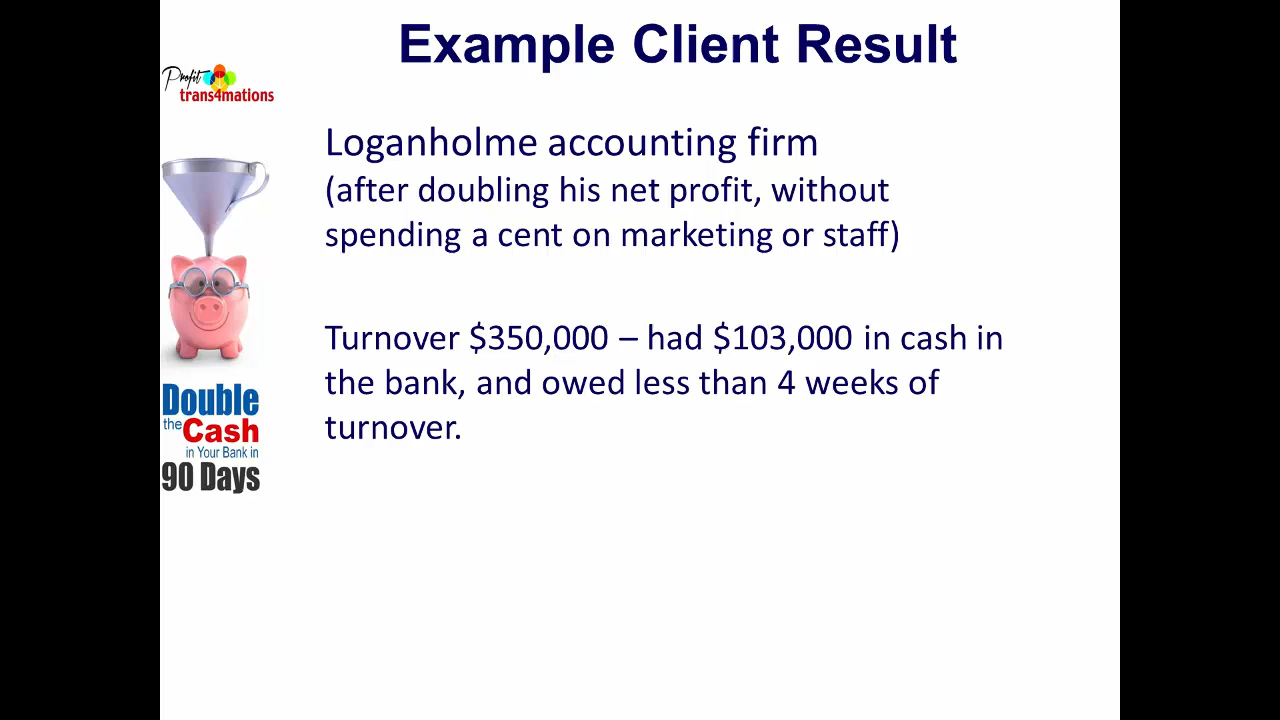 Example Client Result
Profit
trans4mations
Loganholme accounting firm
(after doubling his net profit, without
spending a cent on marketing or staff)
Turnover $350,000 – had $103,000 in cash in
the bank, and owed less than 4 weeks of
turnover.
Double
the Cash
in Your Bank in
90 Days